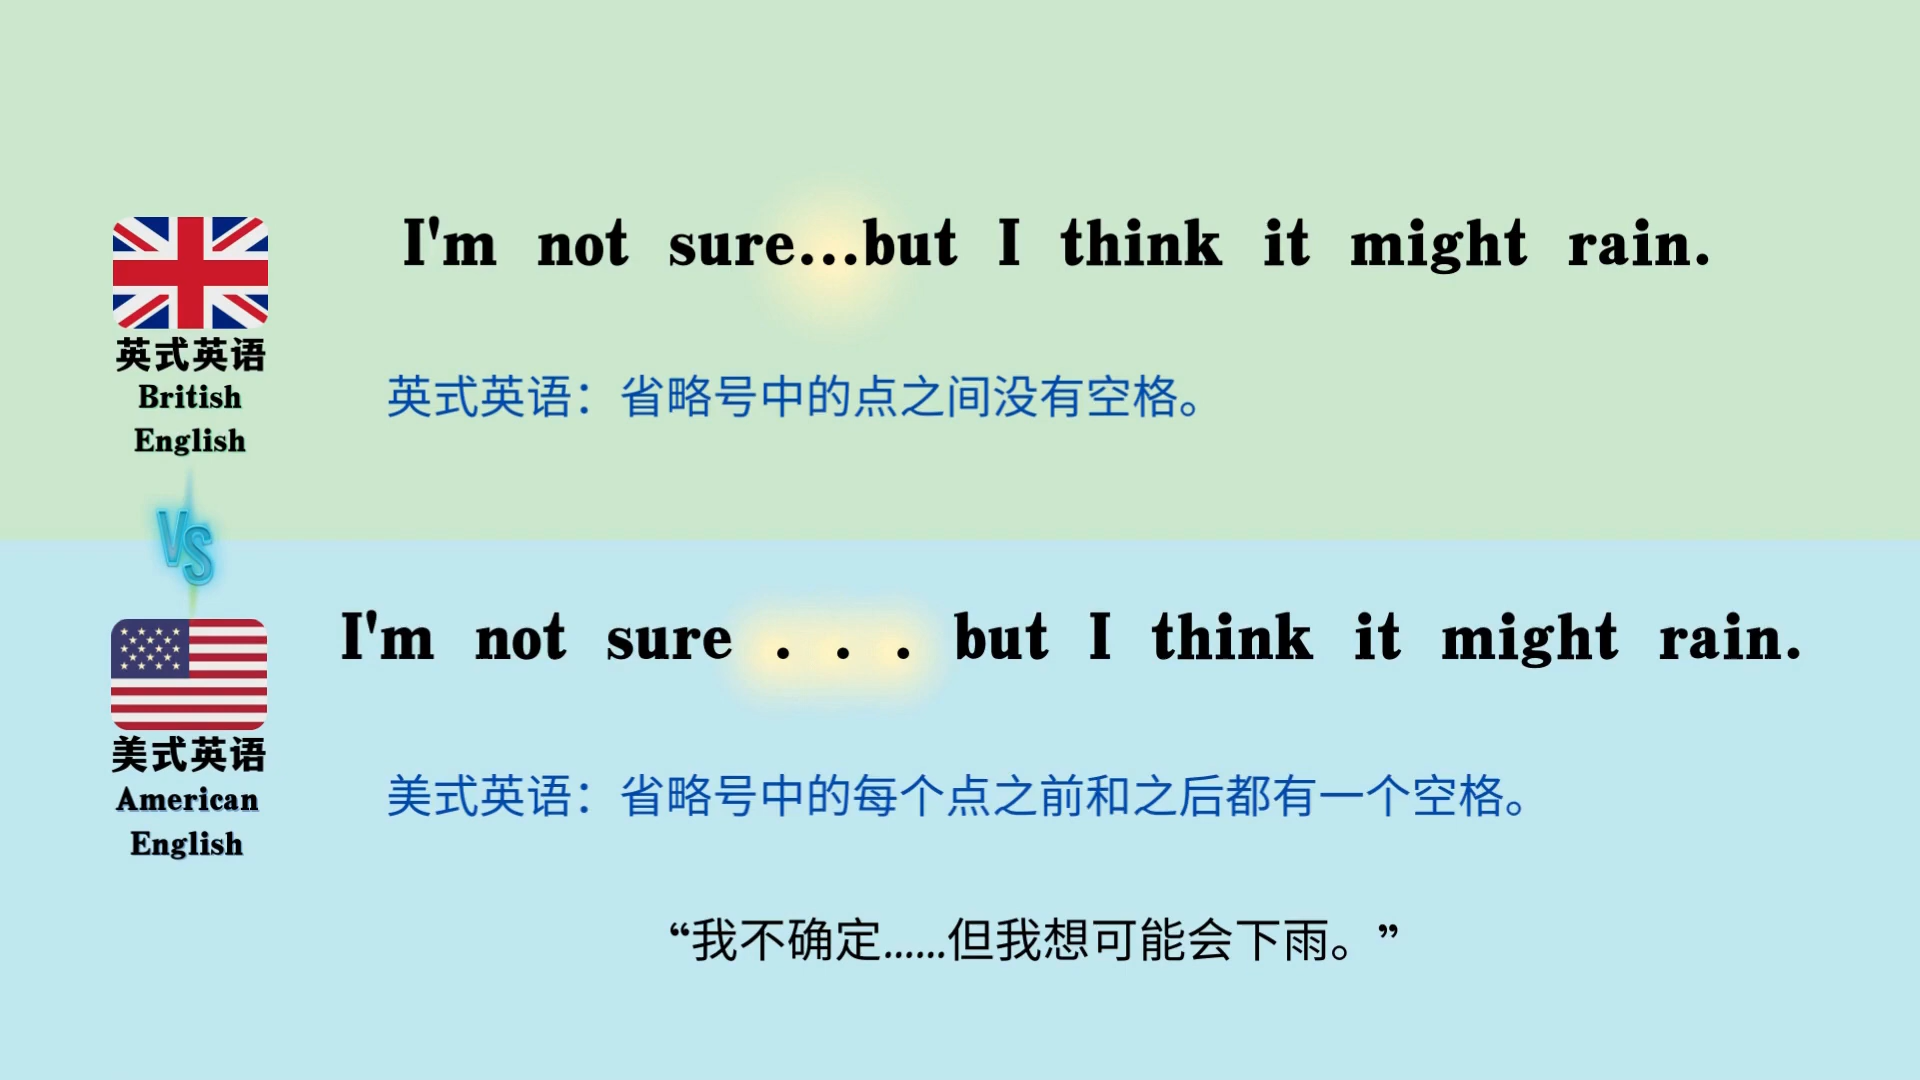 I'm not sure...but I think it might rain.
英式英语
British
English
英式英语：省略号中的点之间没有空格。
VS
I'm not sure . . . but I think it might rain.
美式英语
American
English
美式英语：省略号中的每个点之前和之后都有一个空格。
“我不确定……但我想可能会下雨。”